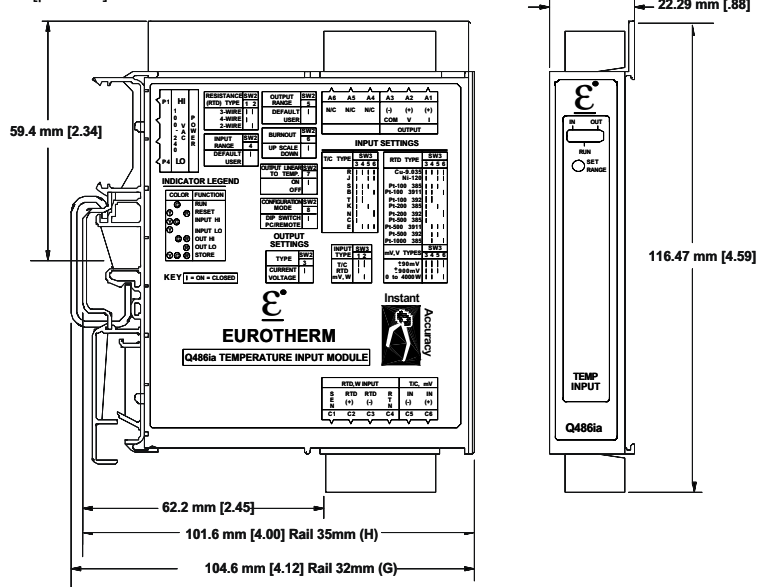 22.29 mm [.88]
59.4 mm [2.34]
P1 HI
100-240
VAC
POWER
P4 LO
RESISTANCE SW2
(RTD) TYPE 1 2
3-WIRE
4-WIRE
2-WIRE
INPUT SW2
RANGE 4
DEFAULT
USER
OUTPUT SW2
RANGE 5
DEFAULT
USER
BURNOUT SW2
6
UP SCALE
DOWN
OUTPUT LINEAR SW2
TO TEMP. 7
ON
OFF
CONFIGURATION SW2
MODE 8
DIP SWITCH
PC/REMOTE
A6 A5 A4 A3 A2 A1
N/C N/C N/C (-) (+) (+)
COM V I
OUTPUT
INPUT SETTINGS
T/C TYPE SW3
3 4 5 6
R
J
S
B
T
K
N
C
E
RTD TYPE SW3
3 4 5 6
Cu-9.035
Ni-120
Pt-100 385
Pt-100 3911
Pt-100 392
Pt-200 385
Pt-200 392
Pt-500 385
Pt-500 3911
Pt-500 392
Pt-1000 385
mV, V TYPES SW3
3 4 5 6
90mV
900mV
0 to 4000W
INDICATOR LEGEND
COLOR FUNCTION
RUN
RESET
INPUT HI
INPUT LO
OUT HI
OUT LO
STORE
KEY I = ON = CLOSED
OUTPUT
SETTINGS
TYPE SW2
3
CURRENT
VOLTAGE
INPUT SW3
TYPE 1 2
T/C
RTD
mV, W
Instant
Accuracy
EUROTHERM
Q486ia TEMPERATURE INPUT MODULE
RTD,W INPUT T/C, mV
SEN RTD RTD RTN IN IN
(+) (-) (-) (+)
C1 C2 C3 C4 C5 C6
IN OUT
RUN
SET
RANGE
TEMP
INPUT
Q486ia
116.47 mm [4.59]
62.2 mm [2.45]
101.6 mm [4.00] Rail 35mm (H)
104.6 mm [4.12] Rail 32mm (G)